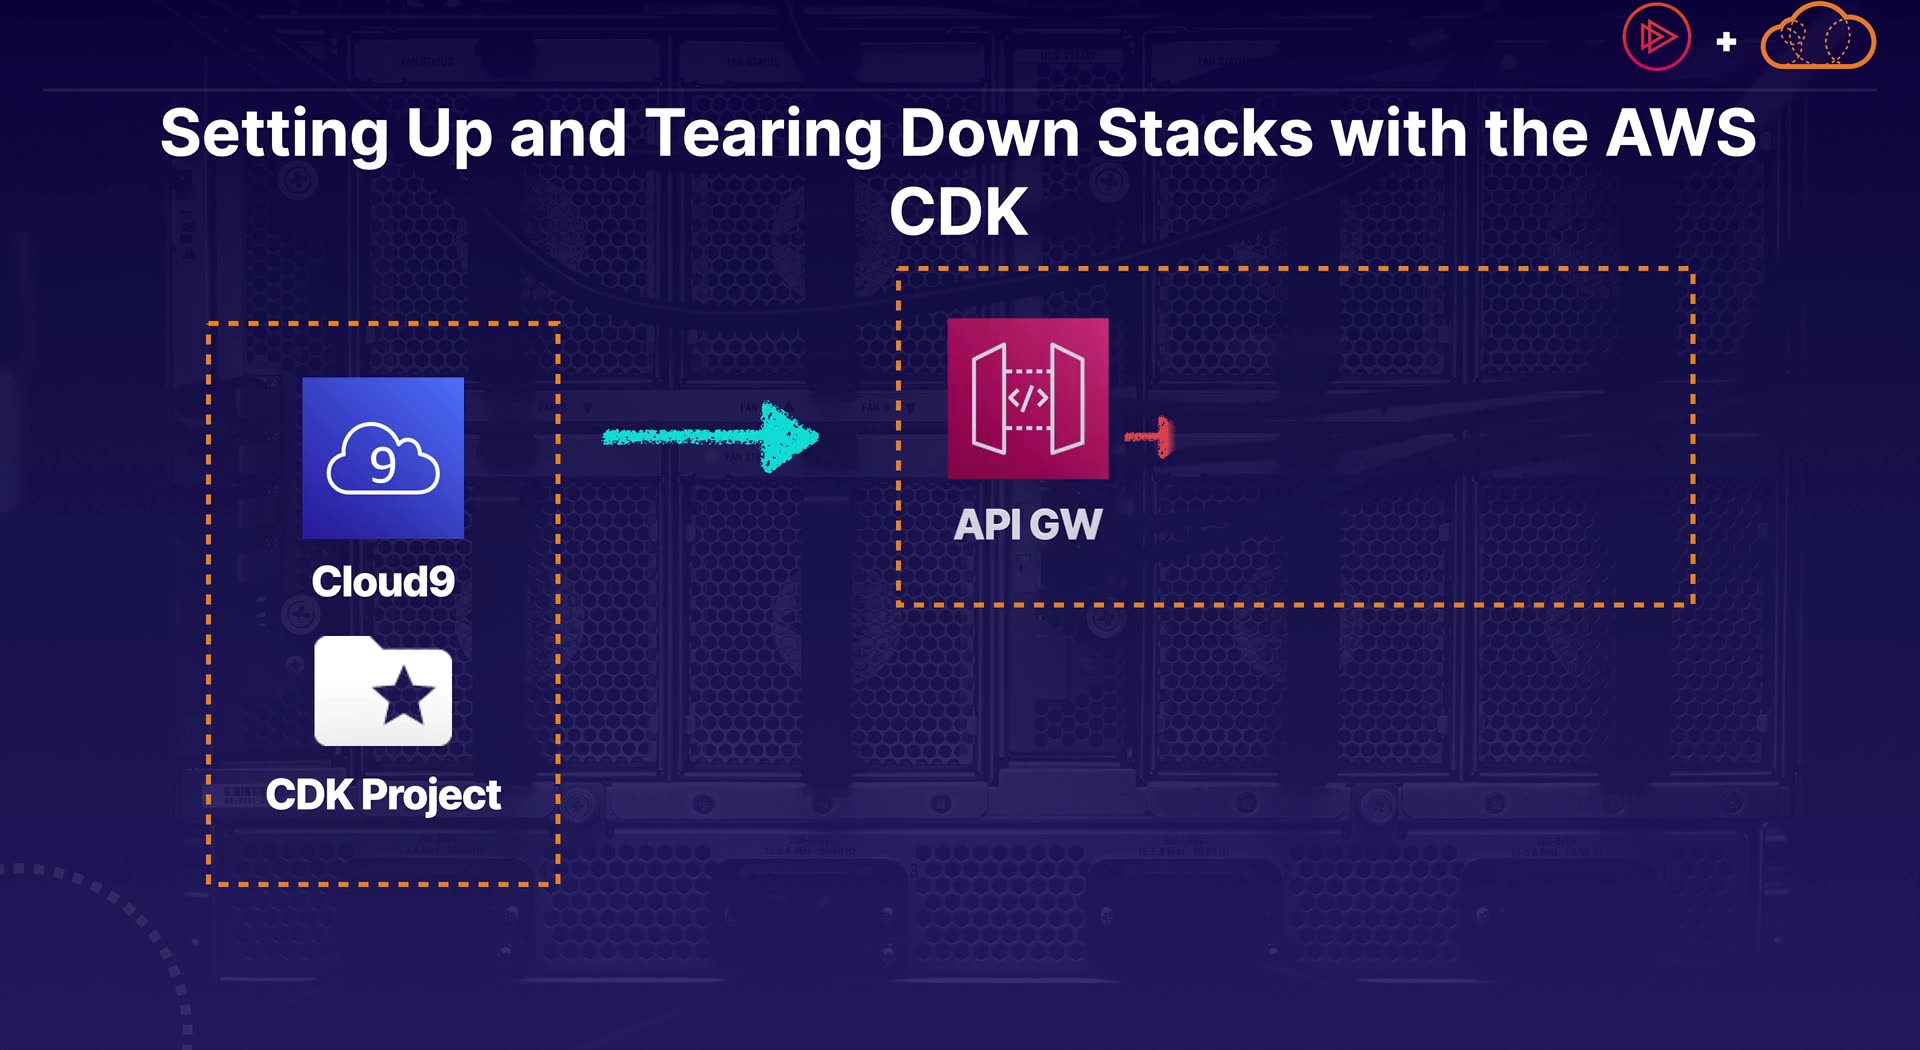 Setting Up and Tearing Down Stacks with the AWS
CDK
9
Cloud9
CDK Project
API GW